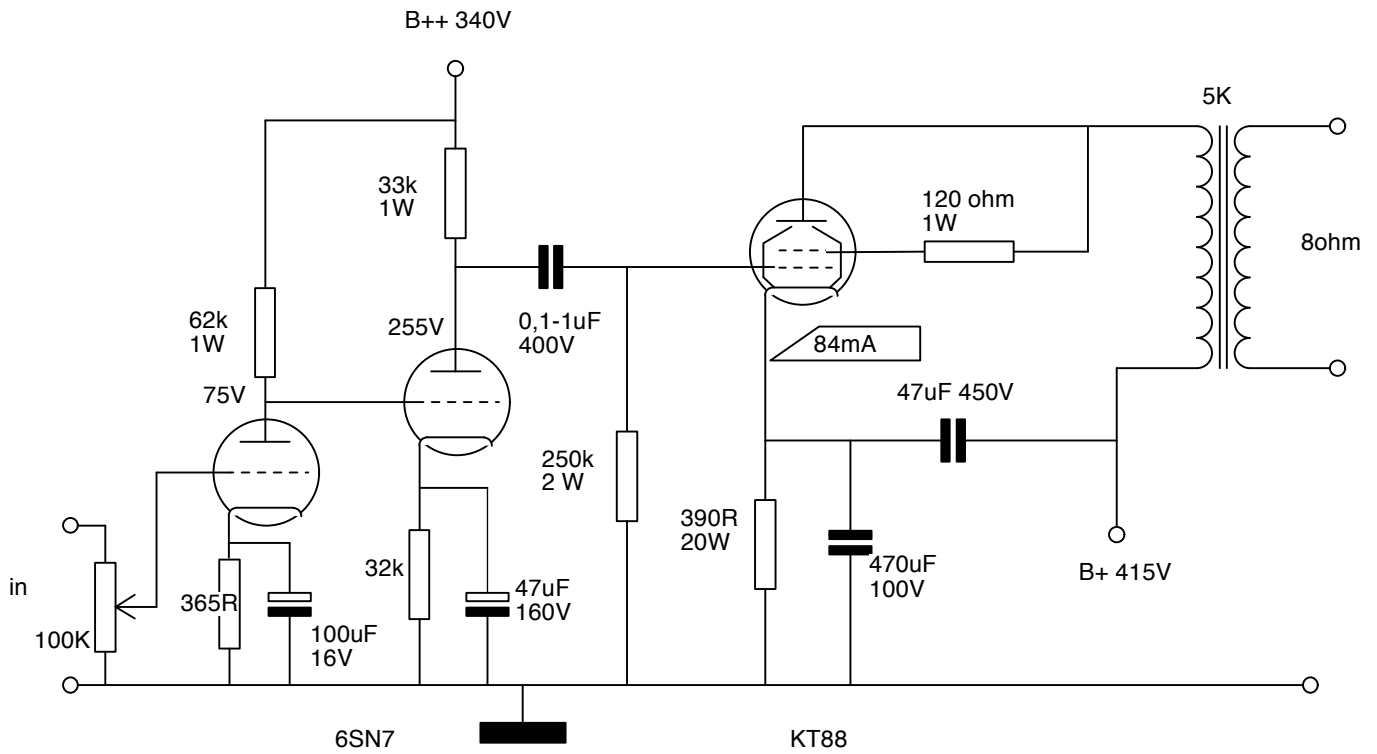 B++ 340V
5K
33k
1W
120 ohm
1W
8ohm
62k
1W
255V
0,1-1uF
400V
84mA
75V
47uF 450V
250k
2 W
390R
20W
470uF
100V
B+ 415V
in
100K
365R
100uF
16V
32k
47uF
160V
6SN7
KT88